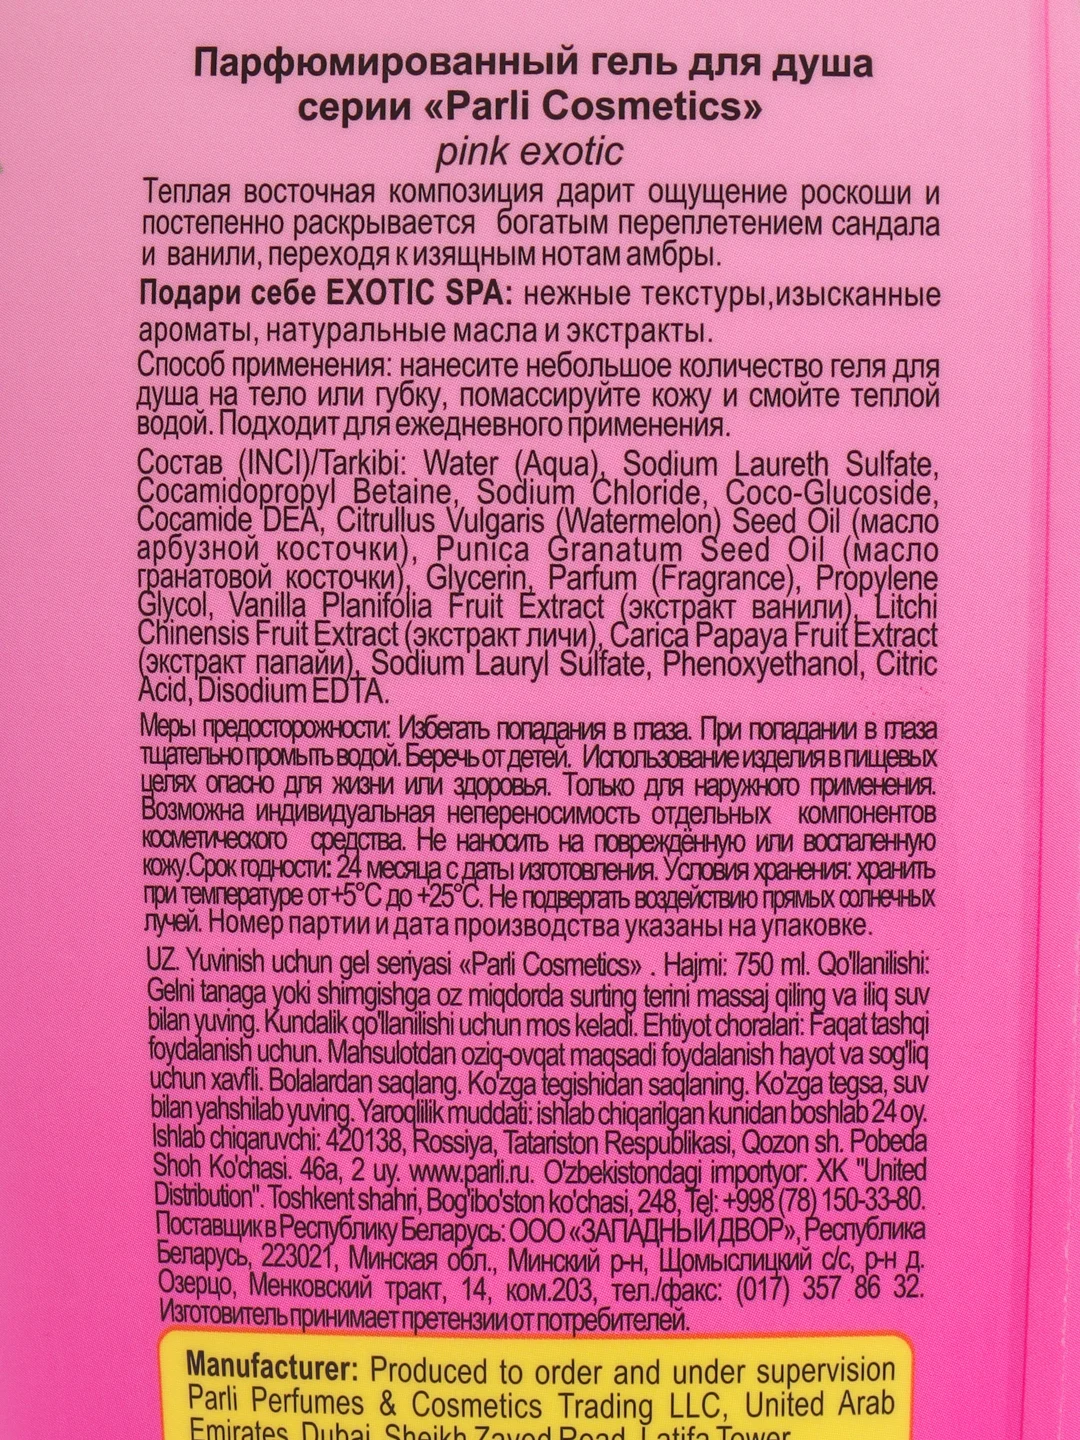 Парфюмированный гель для душа
серии «Parli Cosmetics»
pink exotic
Теплая восточная композиция дарит ощущение роскоши и
постепенно раскрывается богатым переплетением сандала
и ванили, переходя к изящным нотам амбры.
Подари себе EXOTIC SPA: нежные текстуры,изысканные
ароматы, натуральные масла и экстракты.
Способ применения: нанесите небольшое количество геля для
душа на тело или губку, помассируйте кожу и смойте теплой
водой. Подходит для ежедневного применения.
Состав (INCI)/Tarkibi: Water (Aqua), Sodium Laureth Sulfate,
Cocamidopropyl Betaine, Sodium Chloride, Coco-Glucoside,
Cocamide DEA, Citrullus Vulgaris (Watermelon) Seed Oil (масло
арбузной косточки), Punica Granatum Seed Oil (масло
гранатовой косточки), Glycerin, Parfum (Fragrance), Propylene
Glycol, Vanilla Planifolia Fruit Extract (экстракт ванили), Litchi
Chinensis Fruit Extract (экстракт личи), Carica Papaya Fruit Extract
(экстракт папайи), Sodium Lauryl Sulfate, Phenoxyethanol, Citric
Acid, Disodium EDTA.
Меры предосторожности: Избегать попадания в глаза. При попадании в глаза
тщательно промыть водой. Беречь от детей. Использование изделия в пищевых
целях опасно для жизни или здоровья. Только для наружного применения.
Возможна индивидуальная непереносимость отдельных компонентов
косметического средства. Не наносить на повреждённую или воспаленную
кожу.Срок годности: 24 месяца с даты изготовления. Условия хранения: хранить
при температуре от +5°C до +25°C. Не подвергать воздействию прямых солнечных
лучей. Номер партии и дата производства указаны на упаковке.
UZ. Yuvinish uchun gel seriyasi «Parli Cosmetics» . Hajmi: 750 ml. Qo'llanilishi:
Gelni tanaga yoki shimgishga oz miqdorda surting terini massaj qiling va iliq suv
bilan yuving. Kundalik qo'llanilishi uchun mos keladi. Ehtiyot choralari: Faqat tashqi
foydalanish uchun. Mahsulotdan oziq-ovqat maqsadi foydalanish hayot va sog'liq
uchun xavfli. Bolalardan saqlang. Ko'zga tegishidan saqlaning. Ko'zga tegsa, suv
bilan yahshilab yuving. Yaroqlilik muddati: ishlab chiqarilgan kunidan boshlab 24 oy.
Ishlab chiqaruvchi: 420138, Rossiya, Tatariston Respublikasi, Qozon sh. Pobeda
Shoh Ko'chasi. 46a, 2 uy. www.parli.ru. O'zbekistondagi importyor: XK "United
Distribution". Toshkent shahri, Bog'ibo'ston ko'chasi, 248, Tel: +998 (78) 150-33-80.
Поставщик в Республику Беларусь: ООО «ЗАПАДНЫЙ ДВОР», Республика
Беларусь, 223021, Минская обл., Минский р-н, Щомыслицкий с/с, р-н д.
Озерцо, Менковский тракт, 14, ком.203, тел./факс: (017) 357 86 32.
Изготовитель принимает претензии от потребителей.
Manufacturer: Produced to order and under supervision
Parli Perfumes & Cosmetics Trading LLC, United Arab
Emirates, Dubai, Sheikh Zayed Road, Latifa Tower